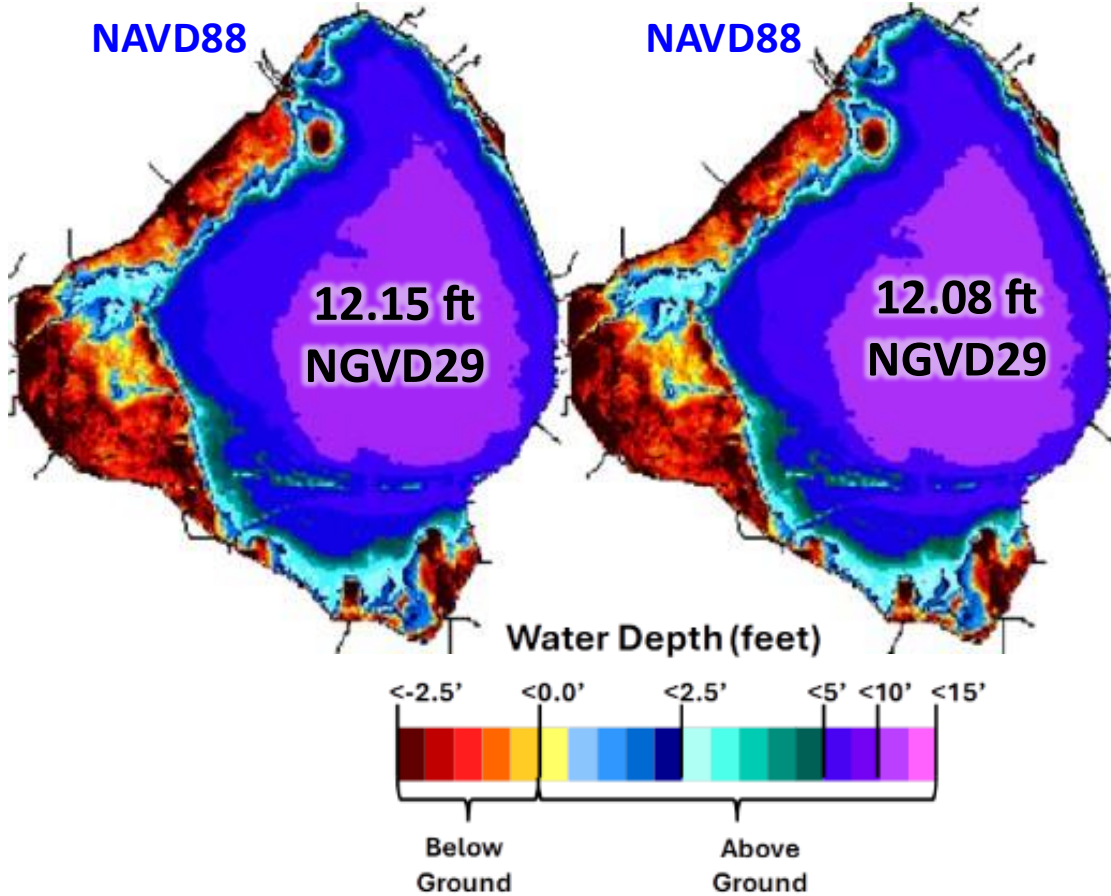 NAVD88
NAVD88
12.15 ft
NGVD29
12.08 ft
NGVD29
Water Depth (feet)
<-2.5’ <0.0’ <2.5’ <5’ <10’ <15’
Below
Ground
Above
Ground